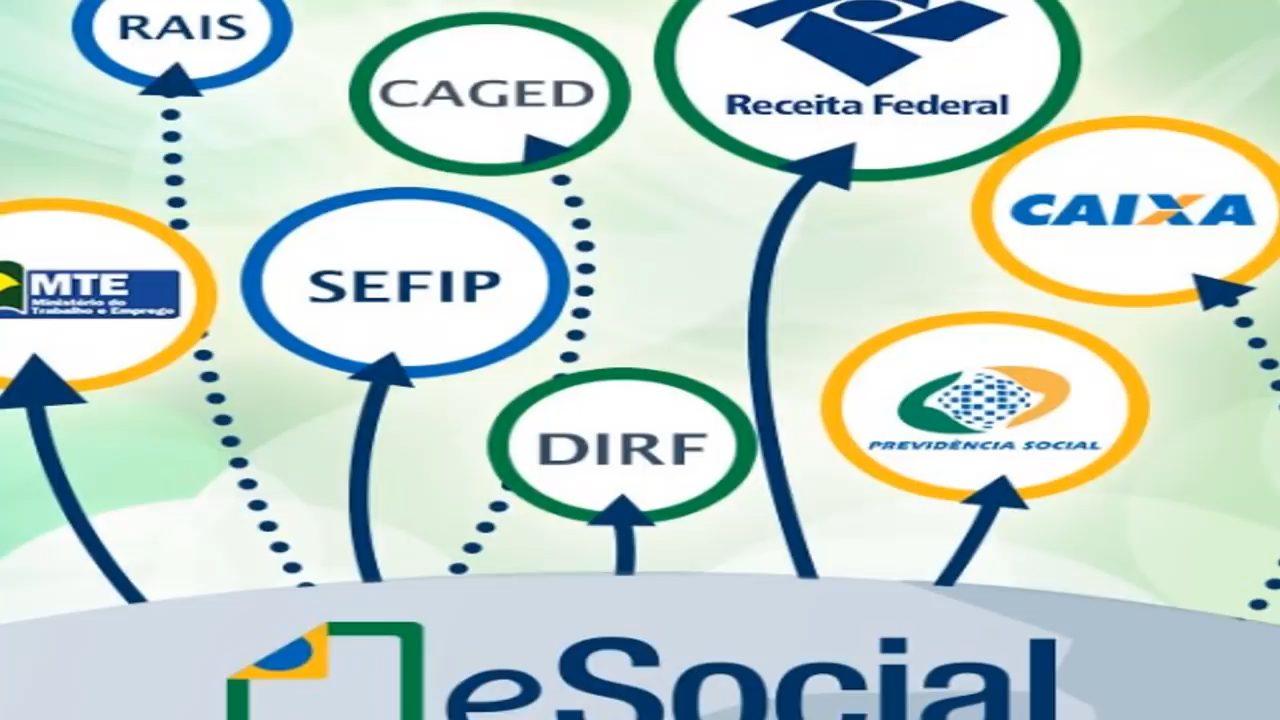 RAIS
CAGED
Receita Federal
CAIXA
MTE
Ministério do
Trabalho e Emprego
SEFIP
DIRF
PREVIDÊNCIA SOCIAL
eSocial